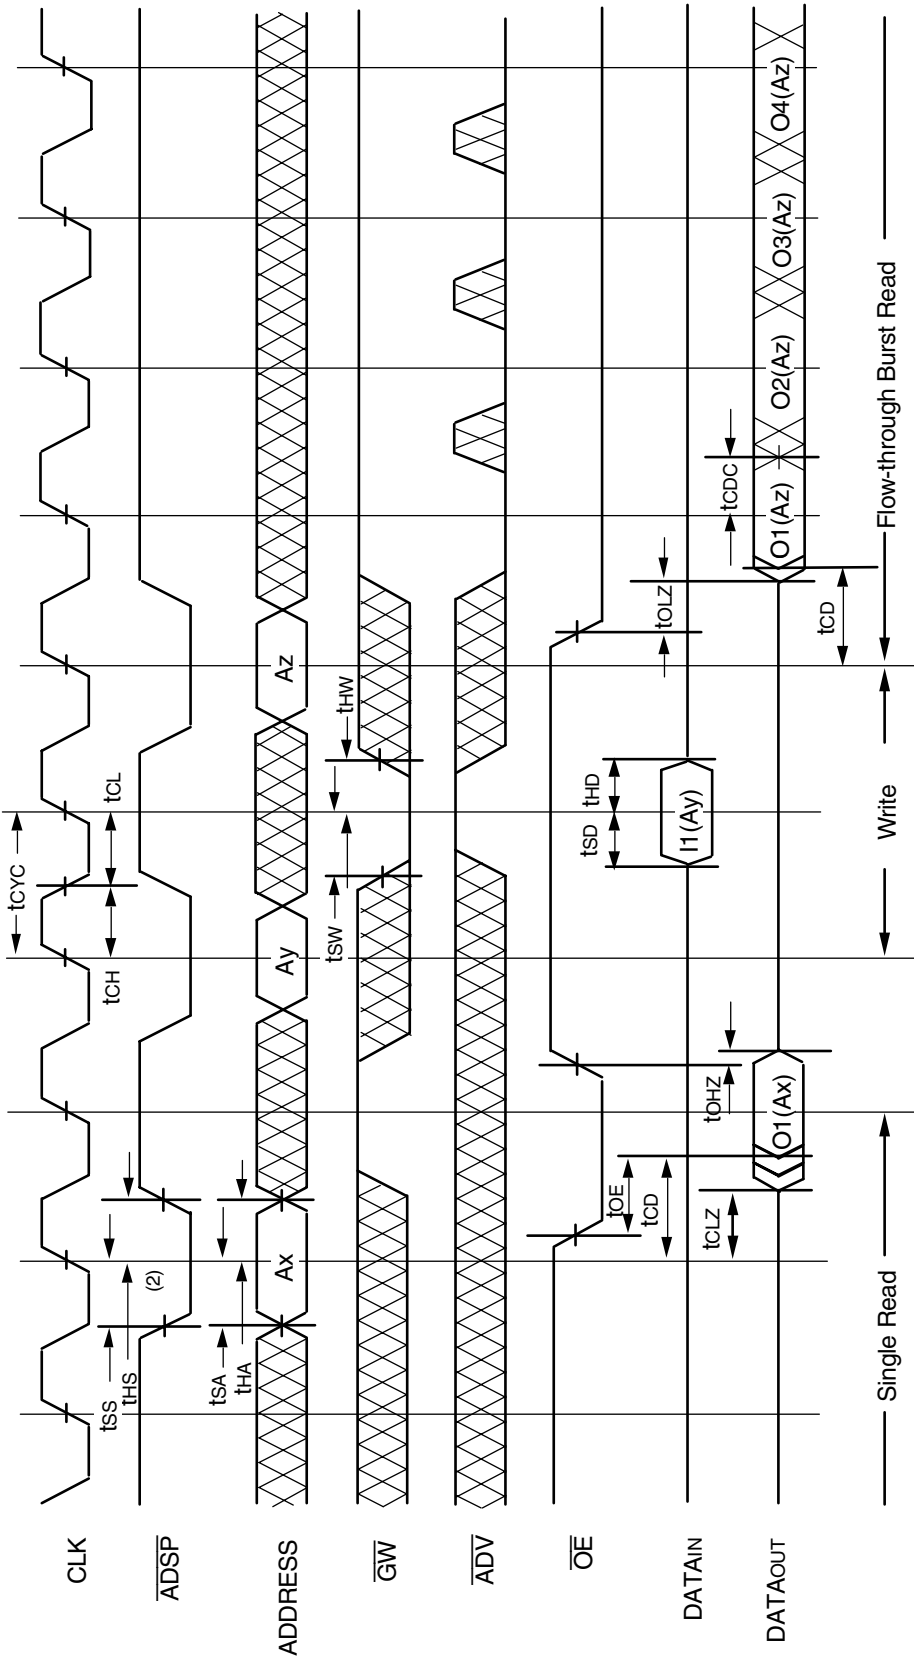 tCYC
CLK
tCH
tCL
tSS
tHS
(2)
ADSP
tSA
tHA
ADDRESS
Ax
Ay
Az
tSW
tHW
GW
ADV
OE
tOE
tCD
tOHZ
tSD
tHD
tOLZ
DATAIN
I1(Ay)
tCLZ
tCD
tCDC
DATAOUT
O1(Ax)
O1(Az)
O2(Az)
O3(Az)
O4(Az)
Single Read
Write
Flow-through Burst Read